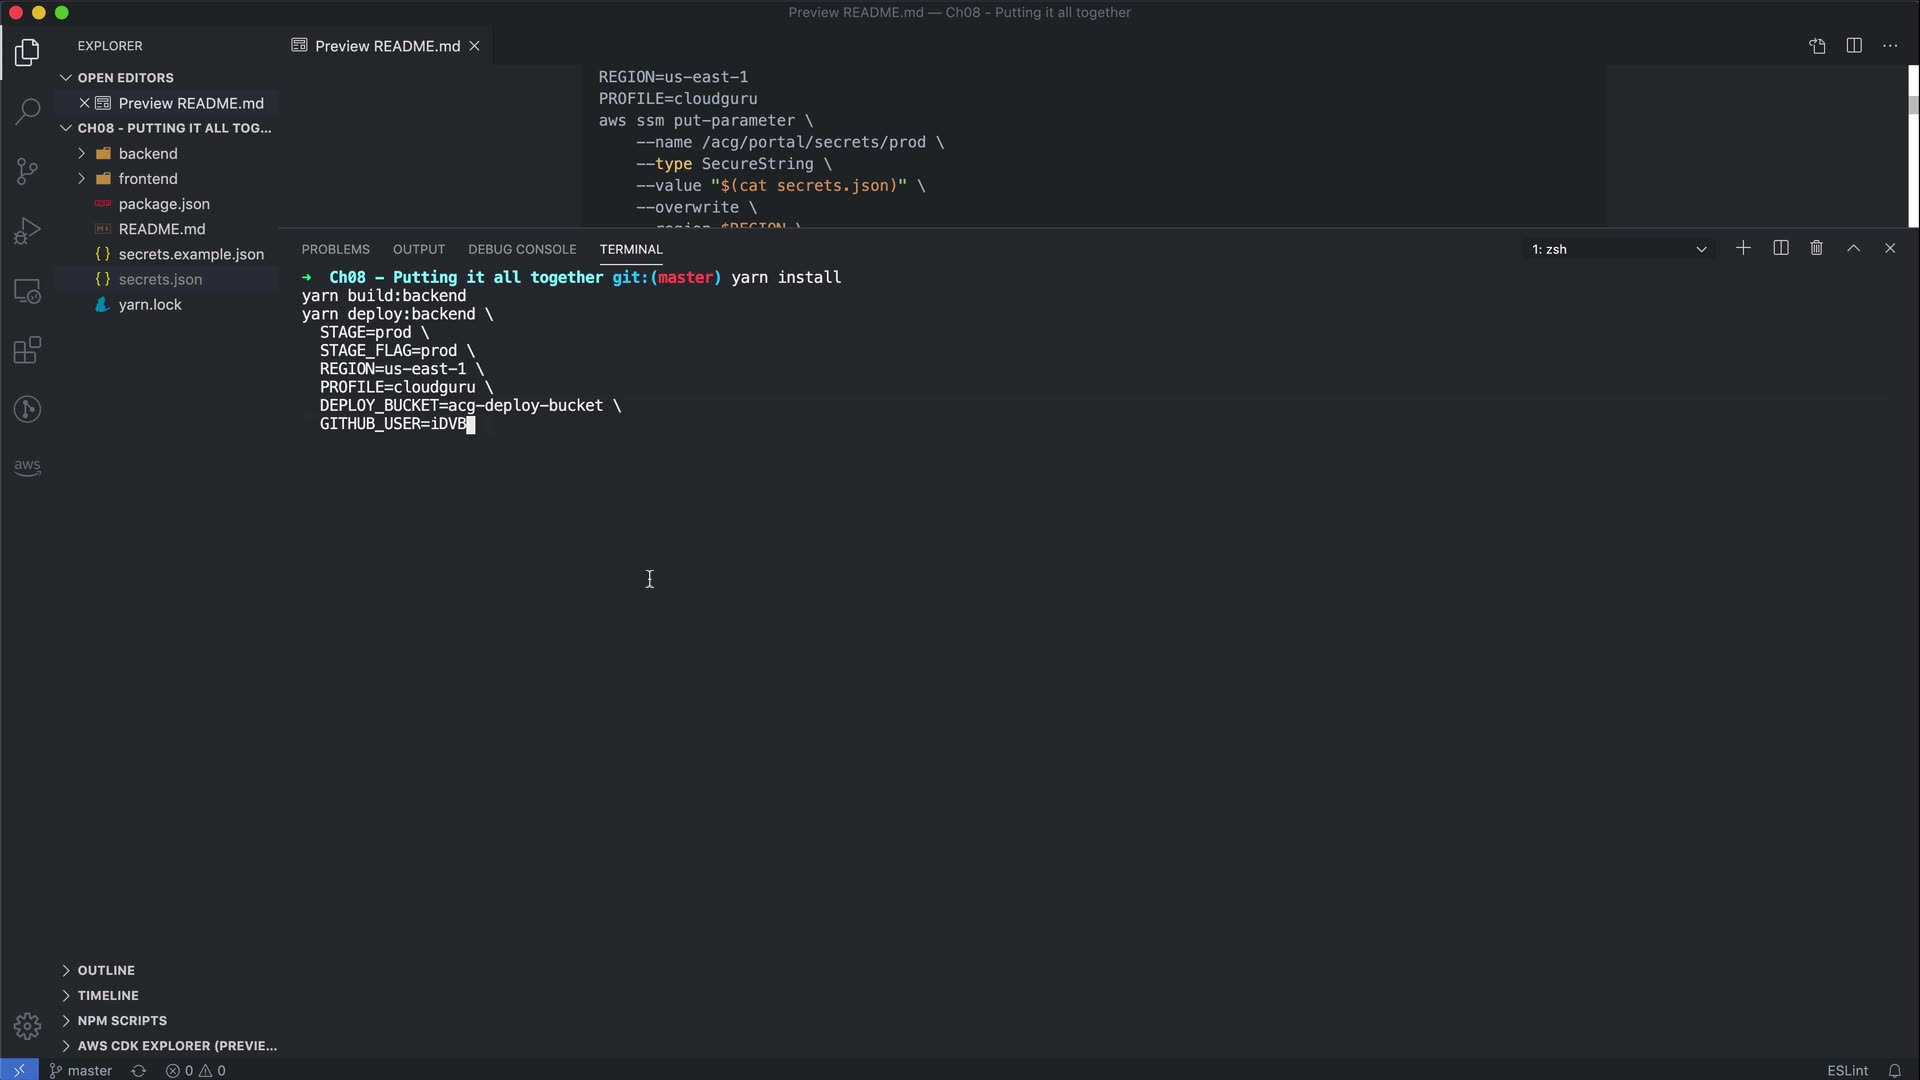 Preview README.md — Ch08 - Putting it all together
EXPLORER
Preview README.md
OPEN EDITORS
Preview README.md
CH08 - PUTTING IT ALL TOG...
backend
frontend
package.json
README.md
secrets.example.json
secrets.json
yarn.lock
aws
REGION=us-east-1
PROFILE=cloudguru
aws ssm put-parameter \
--name /acg/portal/secrets/prod \
--type SecureString \
--value "$(cat secrets.json)" \
--overwrite \
--region $REGION \
PROBLEMS OUTPUT DEBUG CONSOLE TERMINAL
1: zsh
➜ Ch08 - Putting it all together git:(master) yarn install
yarn build:backend
yarn deploy:backend \
STAGE=prod \
STAGE_FLAG=prod \
REGION=us-east-1 \
PROFILE=cloudguru \
DEPLOY_BUCKET=acg-deploy-bucket \
GITHUB_USER=iDVB
OUTLINE
TIMELINE
NPM SCRIPTS
AWS CDK EXPLORER (PREVIE...
master 0 0
ESLint